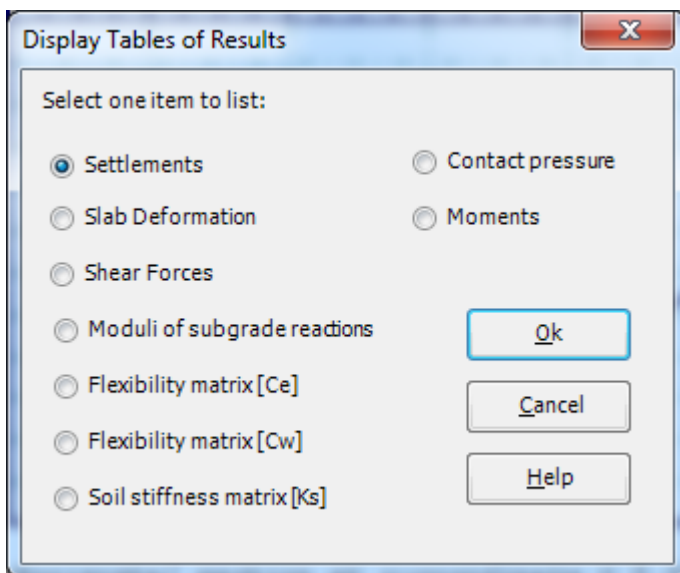 Display Tables of Results
Select one item to list:
Settlements
Contact pressure
Slab Deformation
Moments
Shear Forces
Moduli of subgrade reactions
Flexibility matrix [Ce]
Flexibility matrix [Cw]
Soil stiffness matrix [Ks]
Ok
Cancel
Help